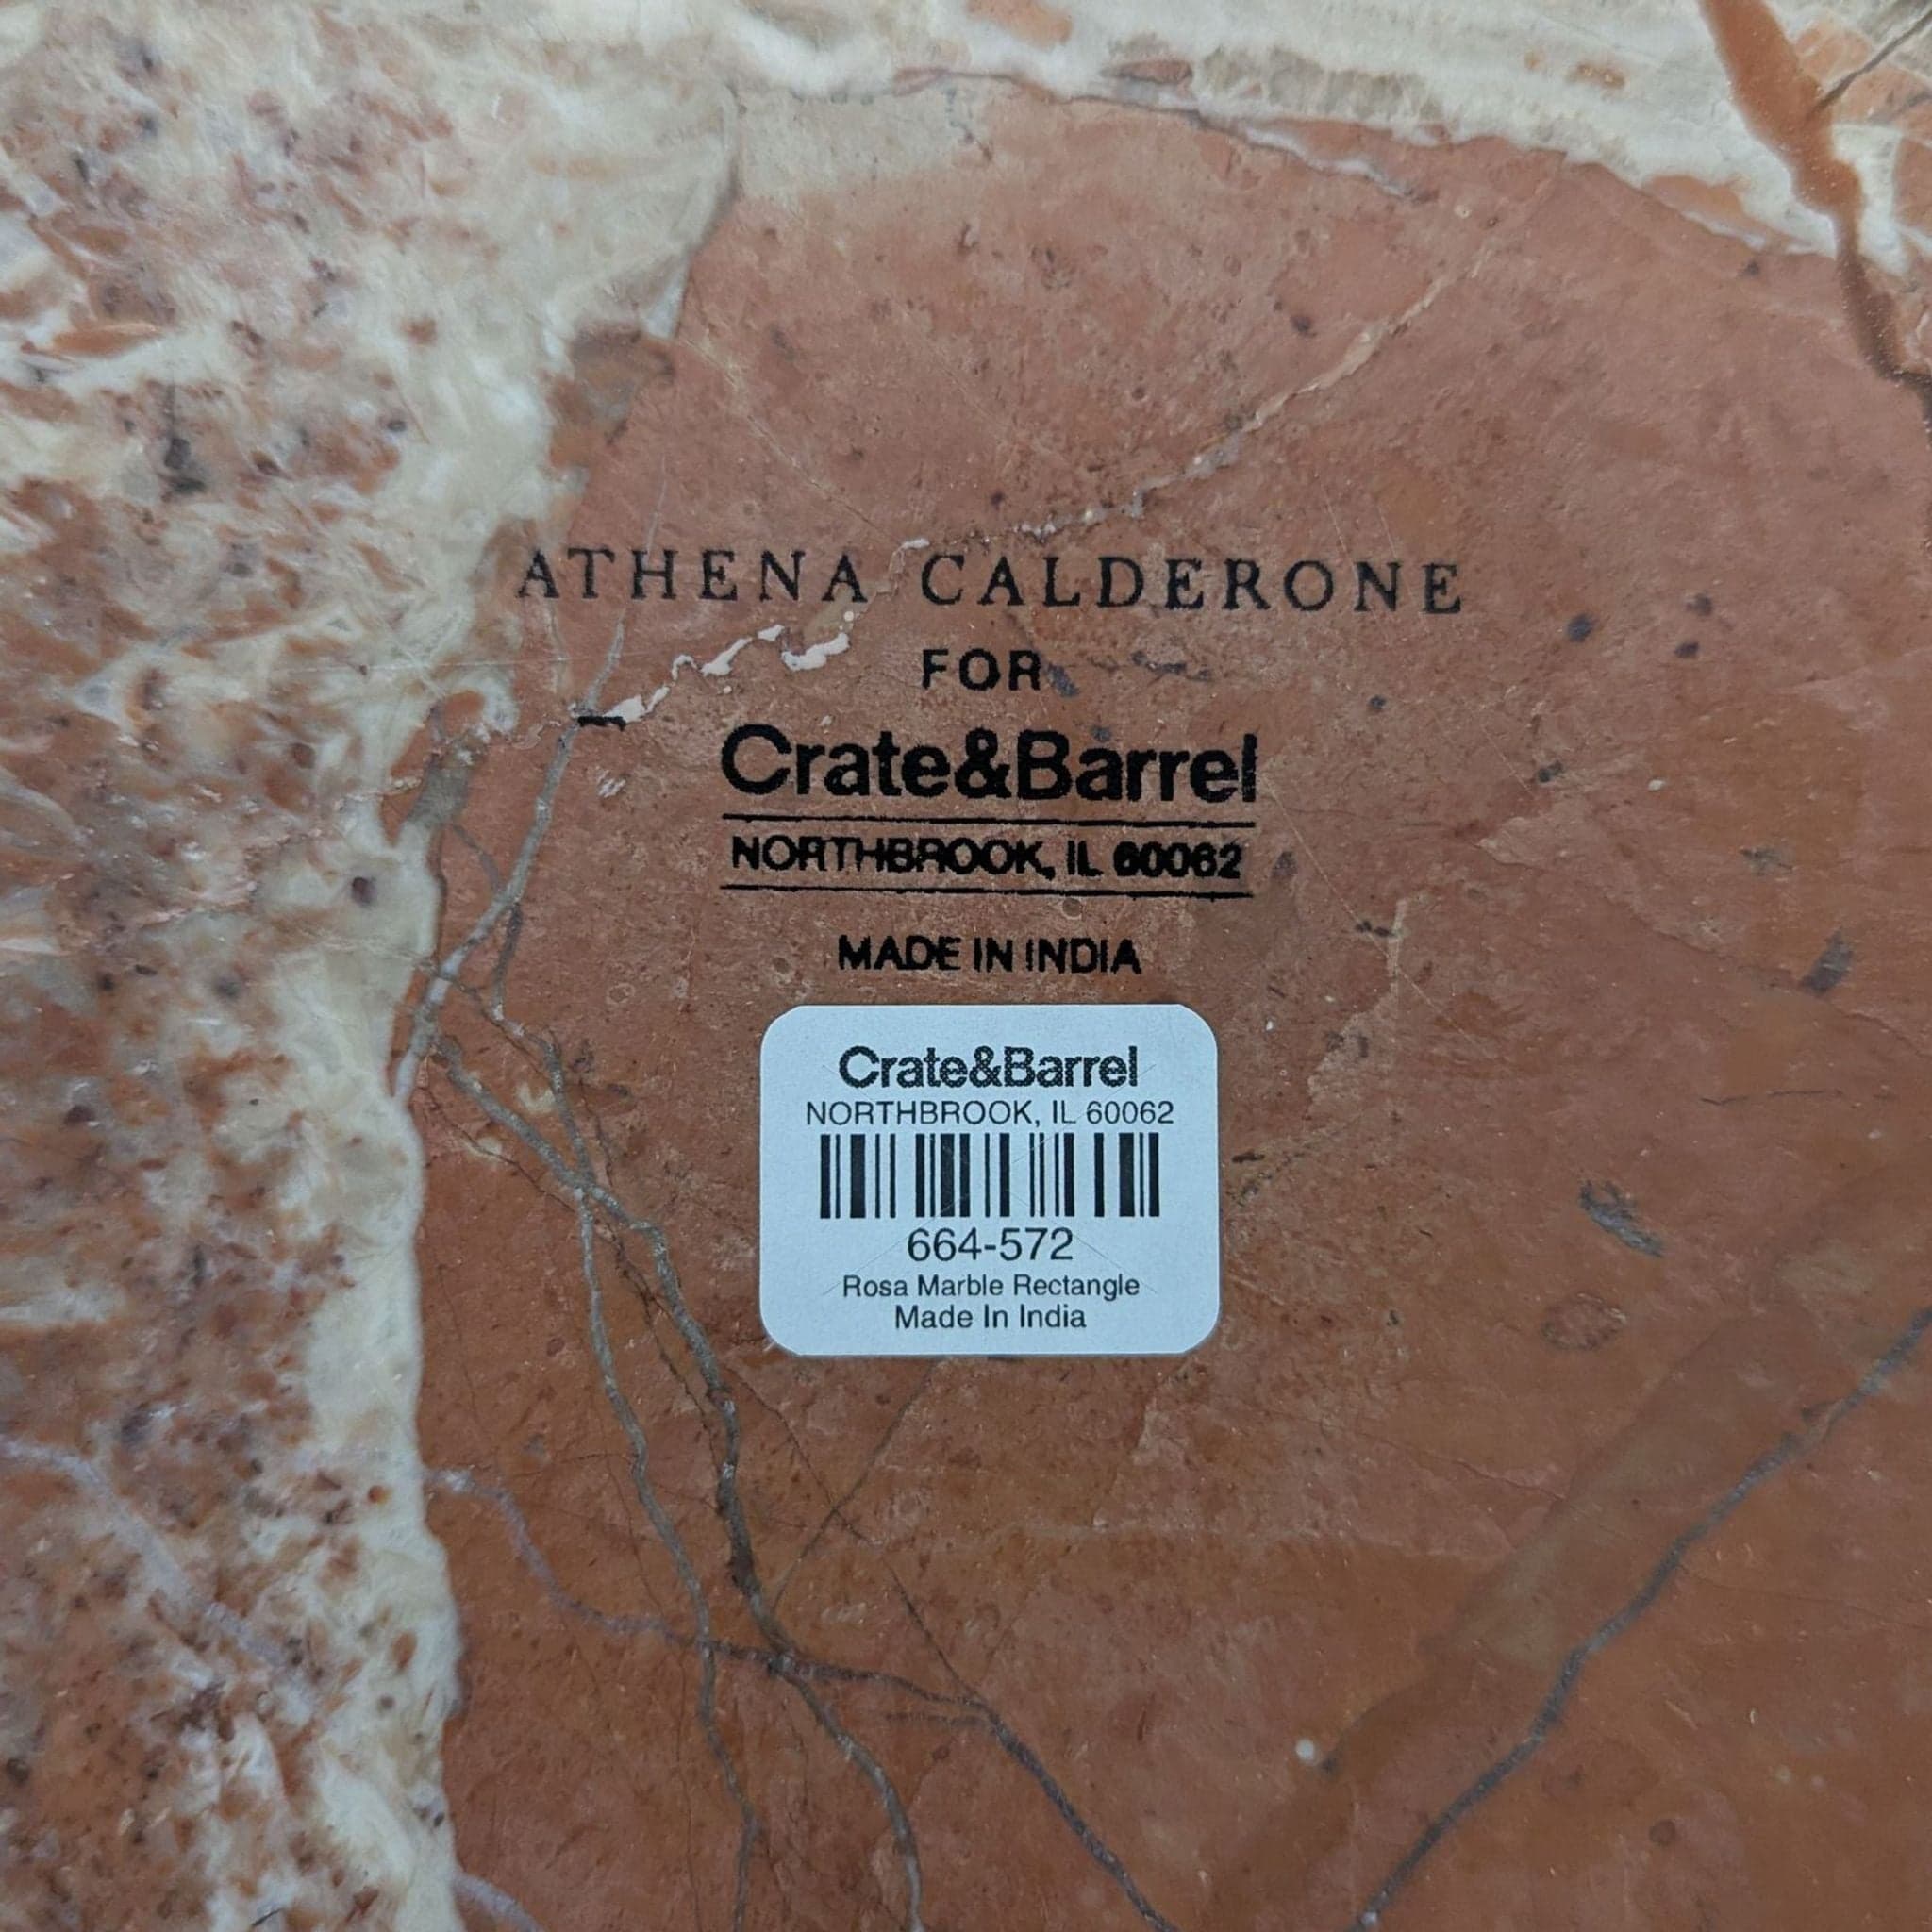 ATHENA CALDERONE
FOR
Crate&Barrel
NORTHBROOK, IL 60062
MADE IN INDIA
Crate&Barrel
NORTHBROOK, IL 60062
664-572
Rosa Marble Rectangle
Made In India